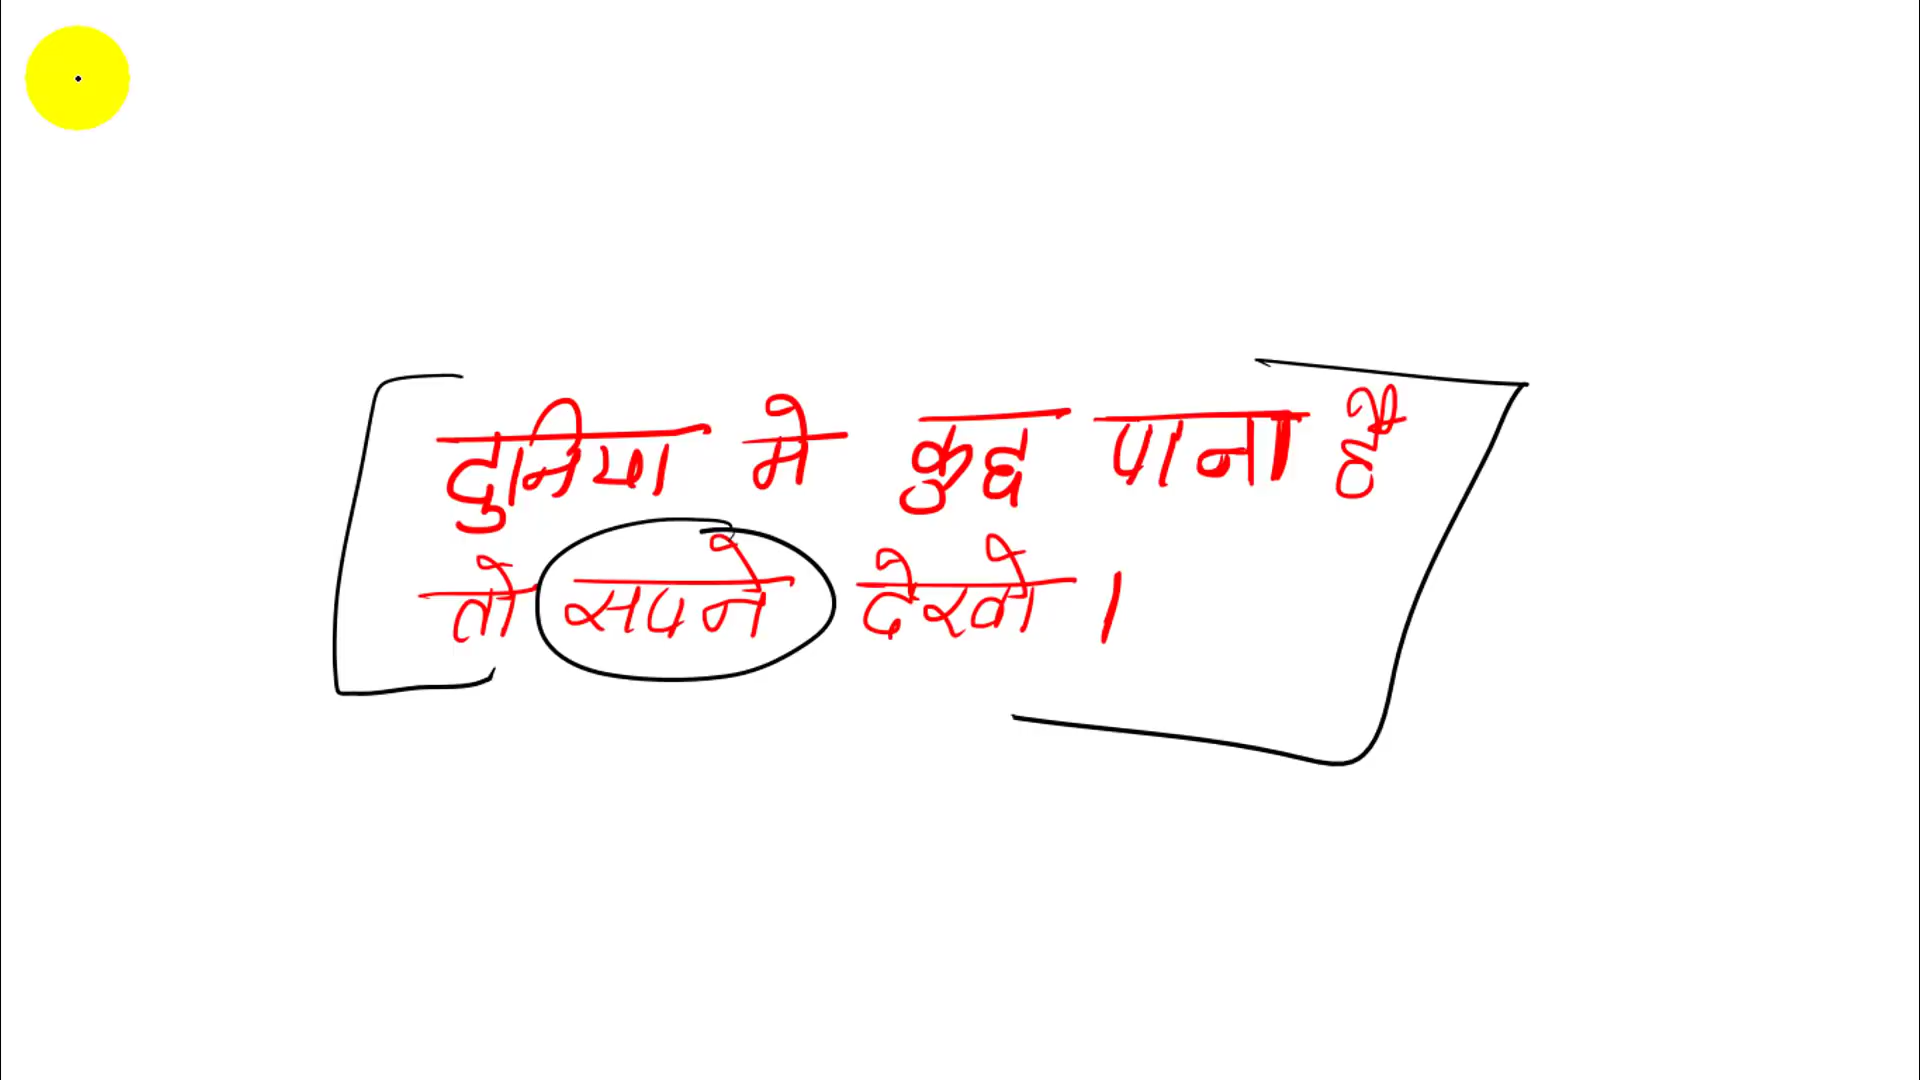 दुनिया मे कुछ पाना है
तो सपने देखो ।